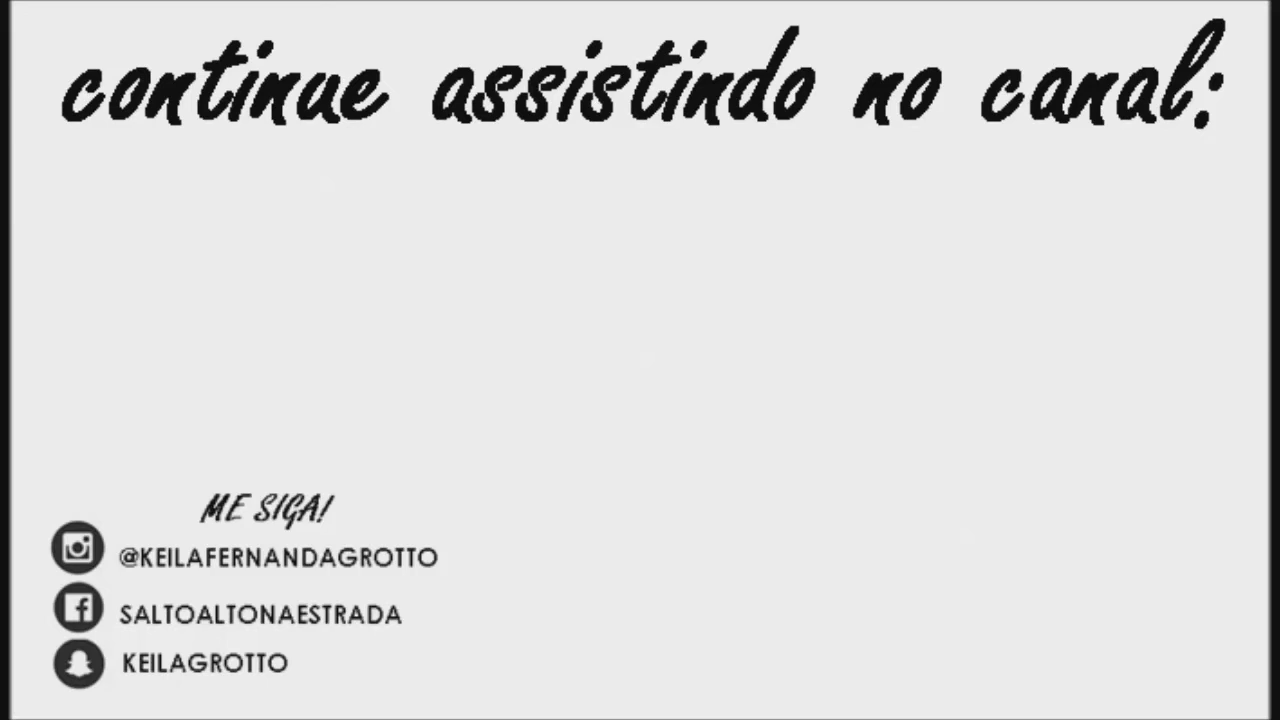 continue assistindo no canal:
ME SIGA!
@KEILAFERNANDAGROTTO
SALTOALTONAESTRADA
KEILAGROTTO